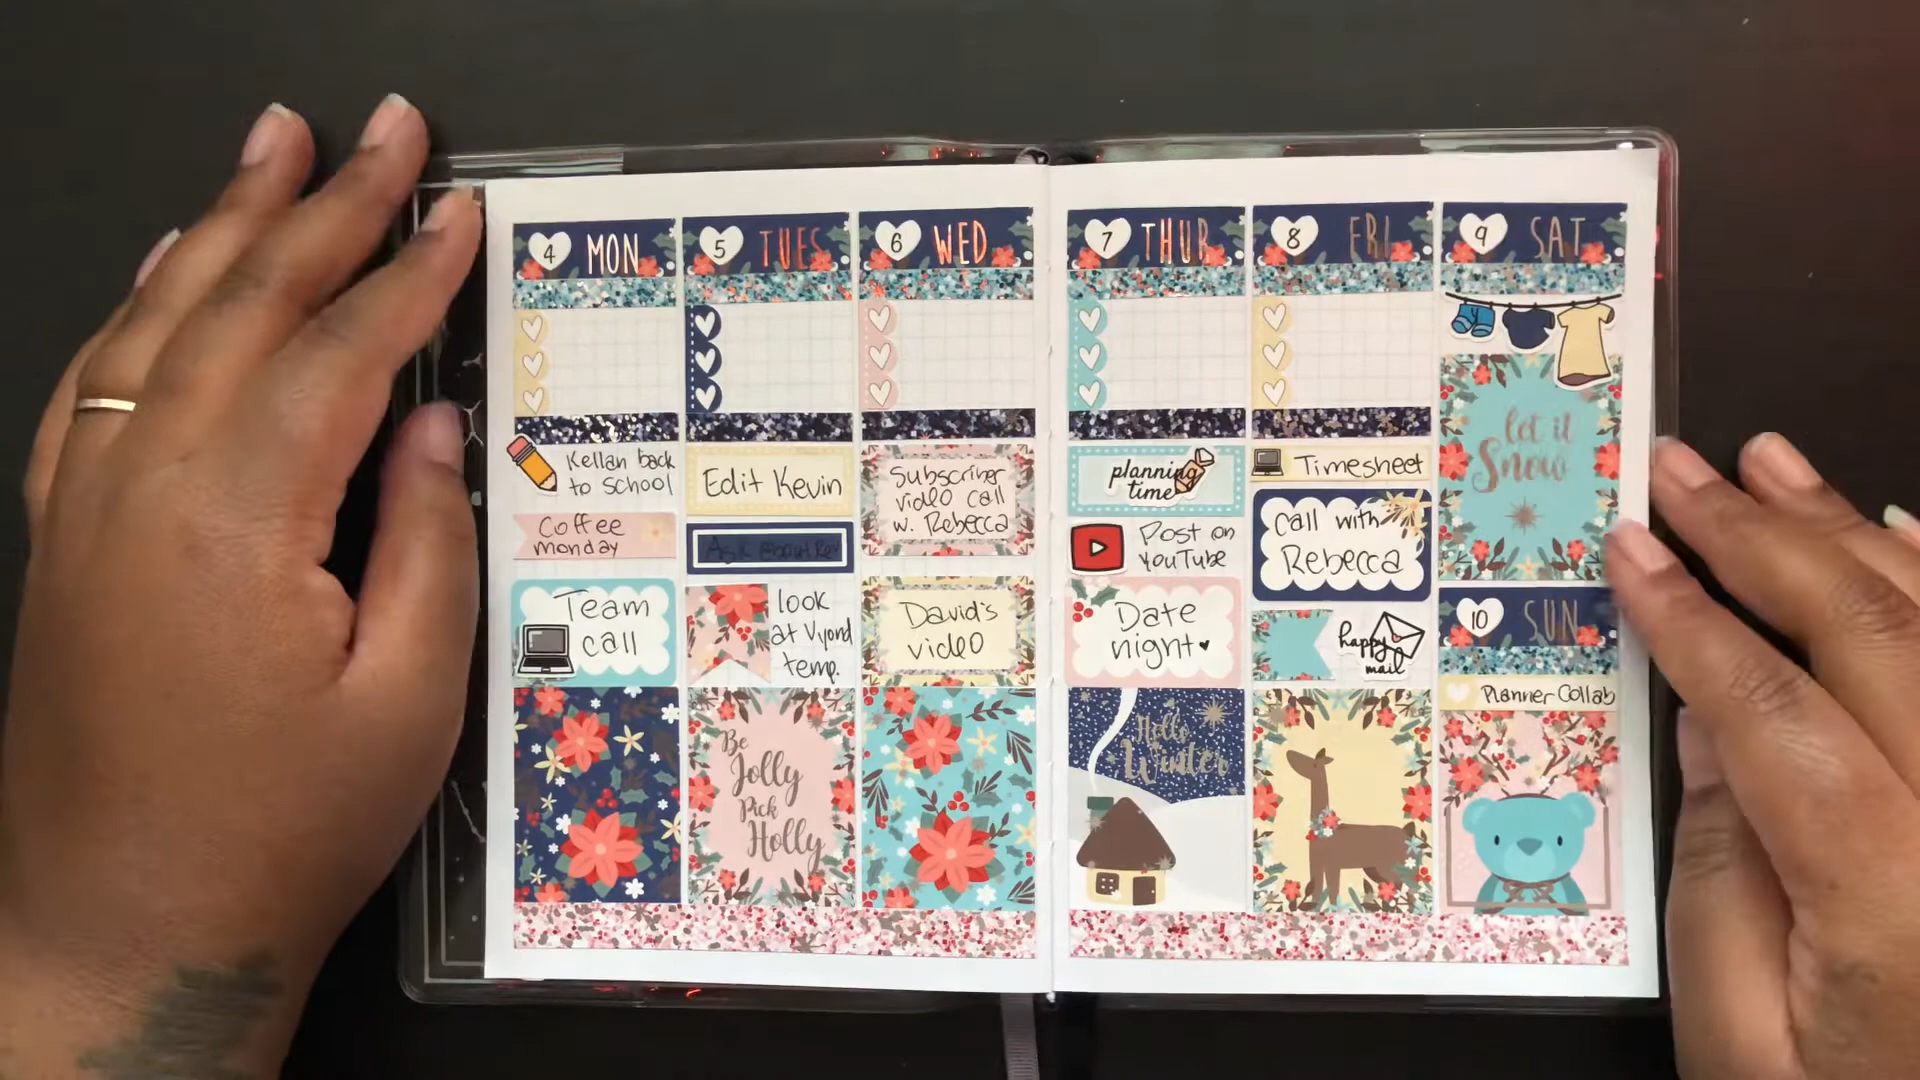 4 MON
Kellan back
to school
Coffee
monday
Team
call
5 TUES
Edit Kevin
Ask about Rev
look
at Vyond
temp.
Be
Jolly
Pick
Holly
6 WED
Subscriber
video call
w. Rebecca
David's
video
7 THUR
planning
time
Post on
YouTube
Date
night
Hello
Winter
8 FRI
Timesheet
call with
Rebecca
happy
mail
9 SAT
let it
Snow
10 SUN
Planner Collab